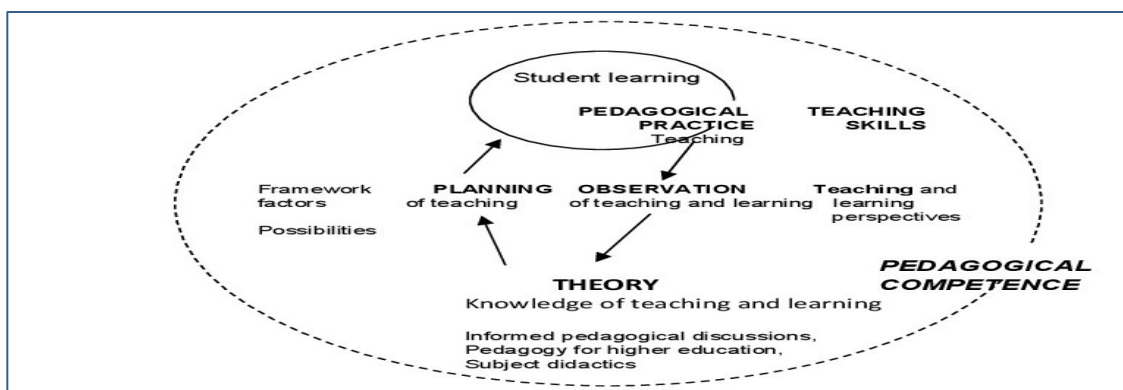 Student learning
PEDAGOGICAL
PRACTICE
Teaching
TEACHING
SKILLS
Framework
factors
Possibilities
PLANNING
of teaching
OBSERVATION
of teaching and learning
Teaching and
learning
perspectives
PEDAGOGICAL
COMPETENCE
THEORY
Knowledge of teaching and learning
Informed pedagogical discussions,
Pedagogy for higher education,
Subject didactics